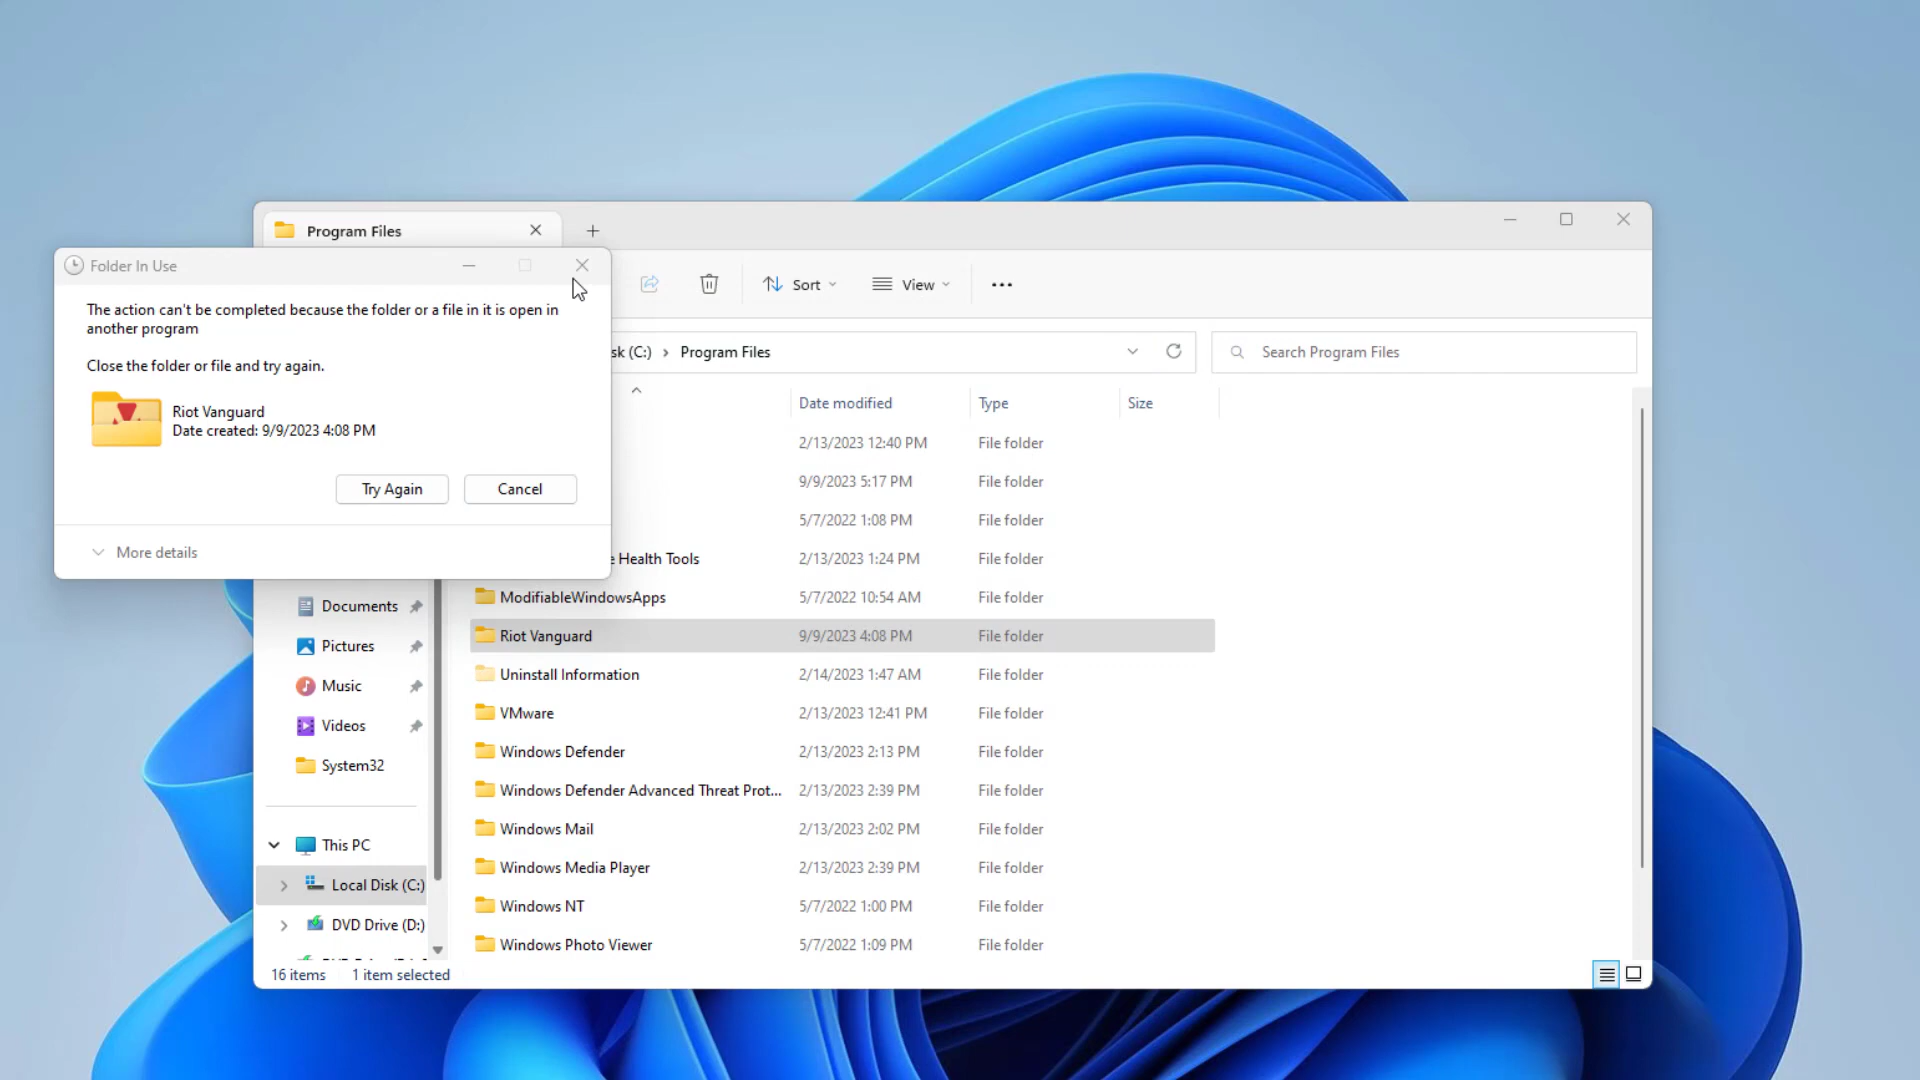 Program Files
Folder In Use
The action can't be completed because the folder or a file in it is open in
another program
Close the folder or file and try again.
Riot Vanguard
Date created: 9/9/2023 4:08 PM
Try Again
Cancel
More details
Sort
View
sk (C:) > Program Files
Search Program Files
Date modified
Type
Size
2/13/2023 12:40 PM File folder
9/9/2023 5:17 PM File folder
5/7/2022 1:08 PM File folder
e Health Tools 2/13/2023 1:24 PM File folder
ModifiableWindowsApps 5/7/2022 10:54 AM File folder
Riot Vanguard 9/9/2023 4:08 PM File folder
Uninstall Information 2/14/2023 1:47 AM File folder
VMware 2/13/2023 12:41 PM File folder
Windows Defender 2/13/2023 2:13 PM File folder
Windows Defender Advanced Threat Prot... 2/13/2023 2:39 PM File folder
Windows Mail 2/13/2023 2:02 PM File folder
Windows Media Player 2/13/2023 2:39 PM File folder
Windows NT 5/7/2022 1:00 PM File folder
Windows Photo Viewer 5/7/2022 1:09 PM File folder
Documents
Pictures
Music
Videos
System32
This PC
Local Disk (C:)
DVD Drive (D:)
16 items
1 item selected